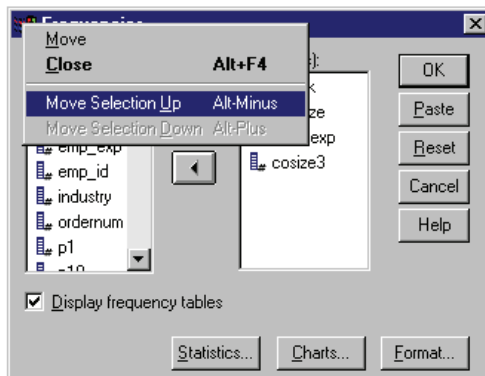 Frequencies
Move
Close Alt+F4
Move Selection Up Alt-Minus
Move Selection Down Alt-Plus
):
emp_exp
emp_id
industry
ordernum
p1
cosize3
OK
Paste
Reset
Cancel
Help
Display frequency tables
Statistics...
Charts...
Format...